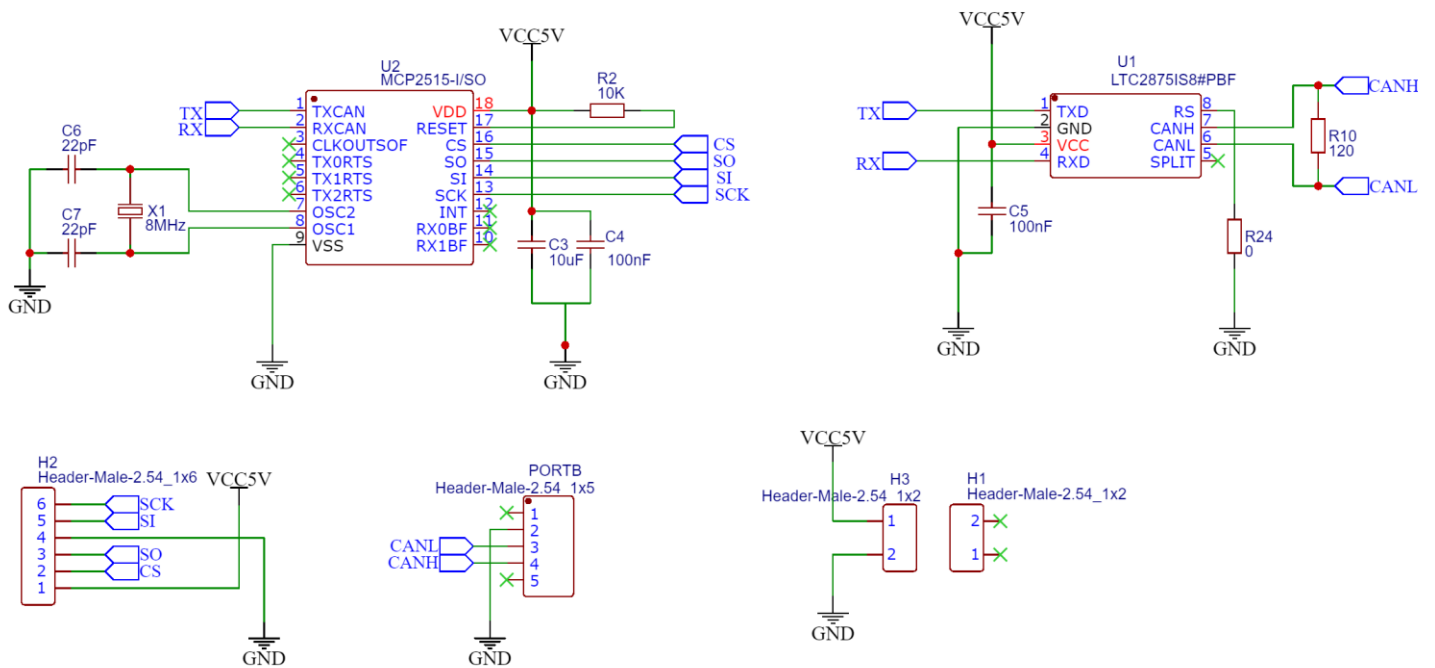 VCC5V
U2
MCP2515-I/SO
TX
RX
1 TXCAN
2 RXCAN
3 CLKOUTSOF
4 TX0RTS
5 TX1RTS
6 TX2RTS
7 OSC2
8 OSC1
9 VSS
VDD 18
RESET 17
CS 16
SO 15
SI 14
SCK 13
INT 12
RX0BF 11
RX1BF 10
R2
10K
CS
SO
SI
SCK
C6
22pF
C7
22pF
X1
8MHz
GND
GND
C3
10uF
C4
100nF
GND
VCC5V
U1
LTC2875IS8#PBF
TX
RX
1 TXD
2 GND
3 VCC
4 RXD
RS 8
CANH 7
CANL 6
SPLIT 5
CANH
R10
120
CANL
C5
100nF
R24
0
GND
GND
H2
Header-Male-2.54_1x6
VCC5V
6 SCK
5 SI
4
3 SO
2 CS
1
GND
PORTB
Header-Male-2.54_1x5
1
2
CANL 3
CANH 4
5
GND
VCC5V
H3
Header-Male-2.54_1x2
1
2
GND
H1
Header-Male-2.54_1x2
2
1